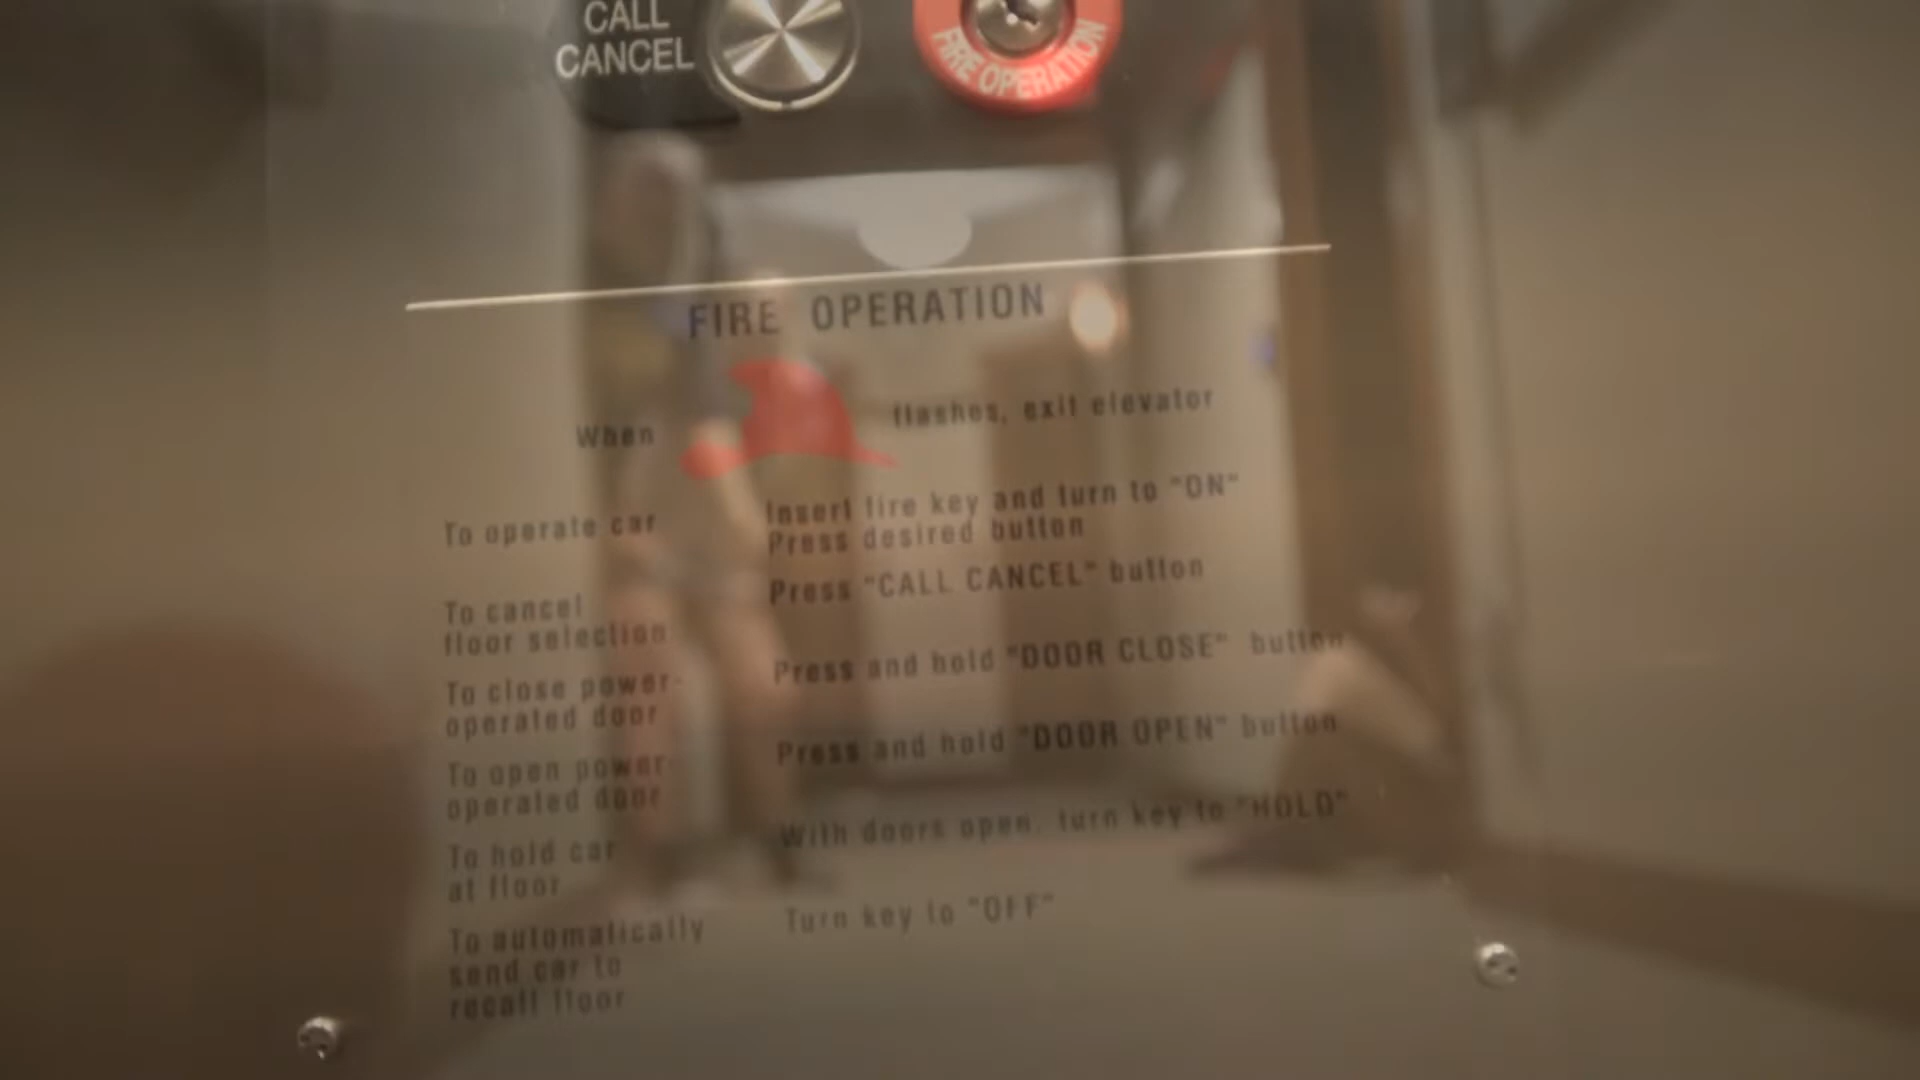 CALL
CANCEL
FIRE OPERATION
FIRE OPERATION
When flashes, exit elevator
To operate car
Insert fire key and turn to "ON"
Press desired button
To cancel
floor selection
Press "CALL CANCEL" button
To close power-
operated door
Press and hold "DOOR CLOSE" button
To open power-
operated door
Press and hold "DOOR OPEN" button
To hold car
at floor
With doors open, turn key to "HOLD"
To automatically
send car to
recall floor
Turn key to "OFF"